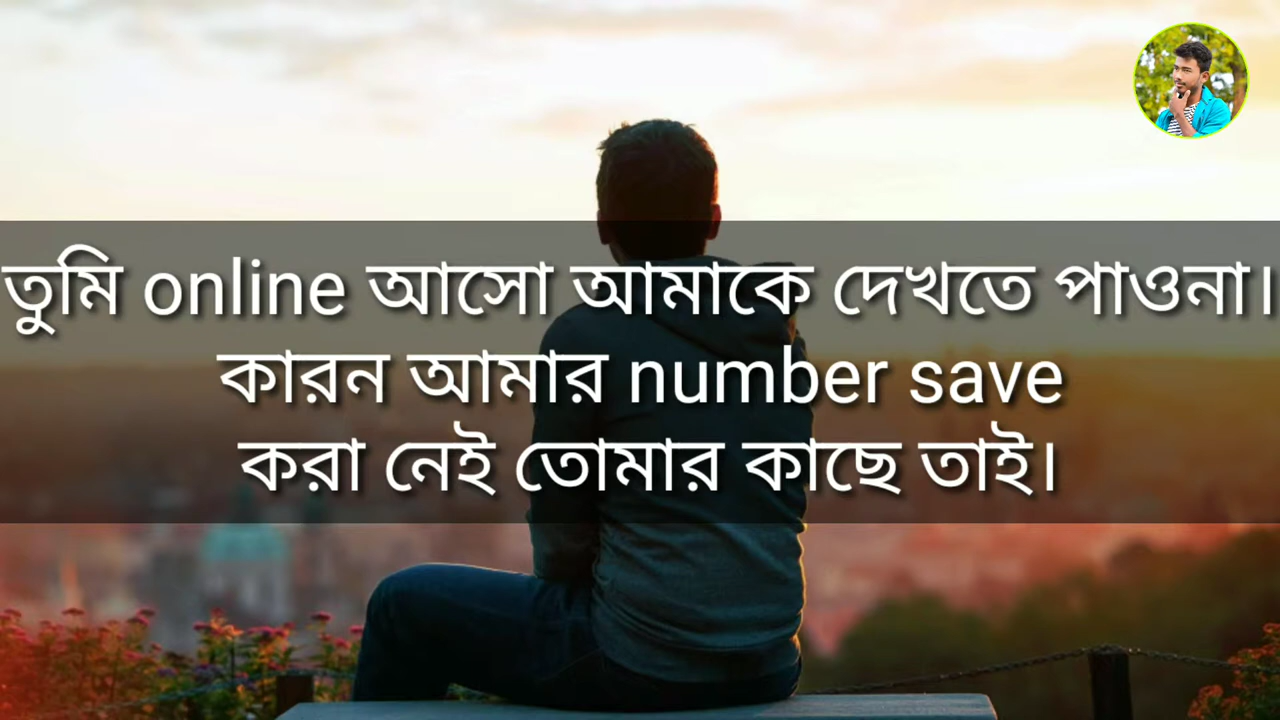 তুমি online আসো আমাকে দেখতে পাওনা।
কারন আমার number save
করা নেই তোমার কাছে তাই।